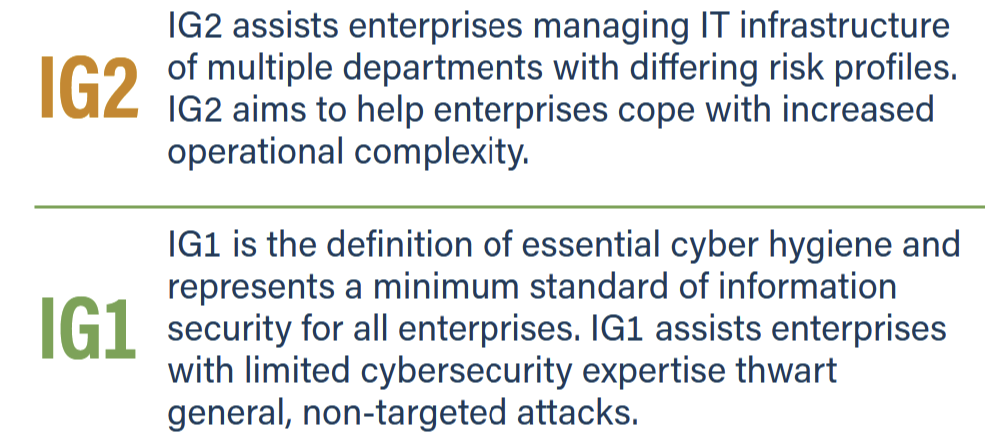 IG2
IG2 assists enterprises managing IT infrastructure
of multiple departments with differing risk profiles.
IG2 aims to help enterprises cope with increased
operational complexity.
IG1
IG1 is the definition of essential cyber hygiene and
represents a minimum standard of information
security for all enterprises. IG1 assists enterprises
with limited cybersecurity expertise thwart
general, non-targeted attacks.